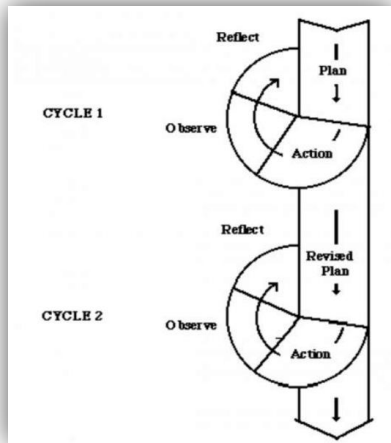 Reflect
Plan
CYCLE 1
Observe
Action
Reflect
Revised
Plan
CYCLE 2
Observe
Action